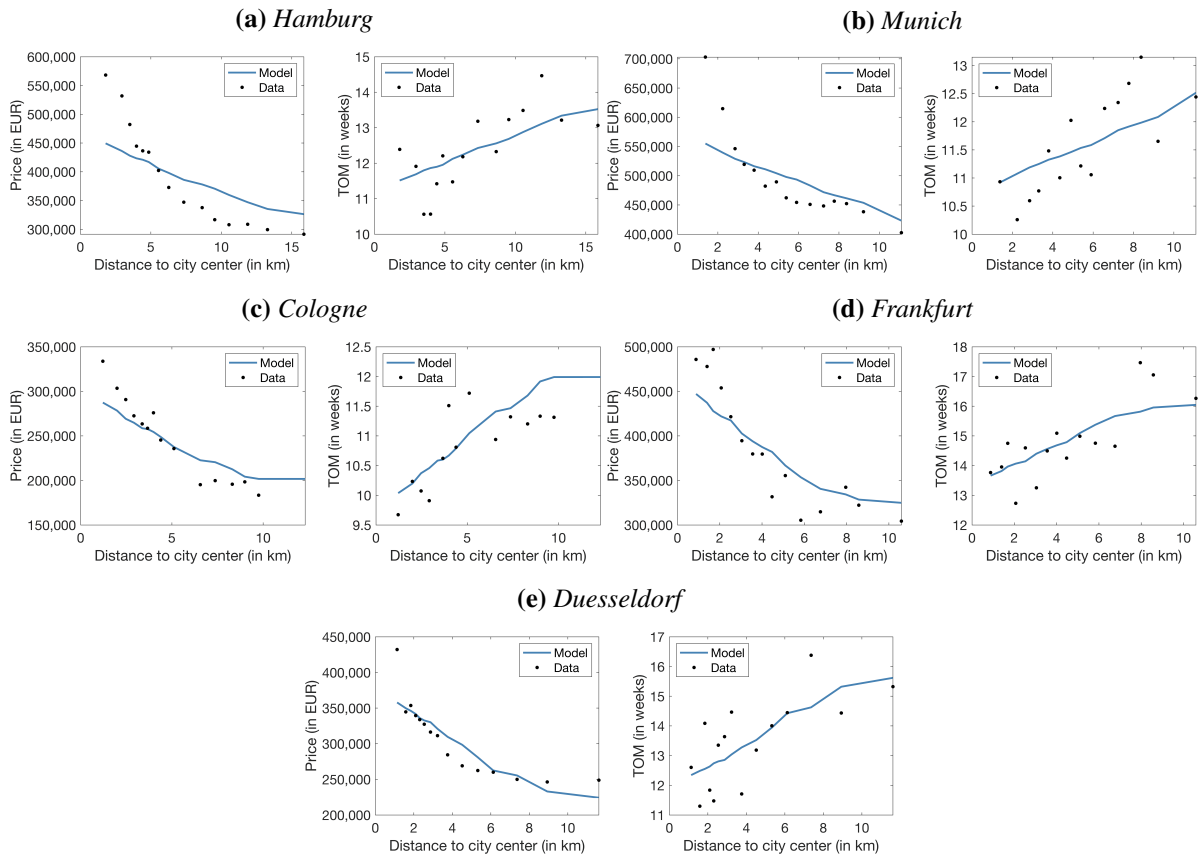 (a) Hamburg
(b) Munich
600,000
550,000
500,000
450,000
400,000
350,000
300,000
Price (in EUR)
Model
Data
0 5 10 15
Distance to city center (in km)
15
14
13
12
11
10
TOM (in weeks)
Model
Data
0 5 10 15
Distance to city center (in km)
700,000
650,000
600,000
550,000
500,000
450,000
400,000
Price (in EUR)
Model
Data
0 2 4 6 8 10
Distance to city center (in km)
13
12
11
10
TOM (in weeks)
Model
Data
0 2 4 6 8 10
Distance to city center (in km)
(c) Cologne
(d) Frankfurt
350,000
300,000
250,000
200,000
150,000
Price (in EUR)
Model
Data
0 5 10
Distance to city center (in km)
12.5
12
11.5
11
10.5
10
9.5
TOM (in weeks)
Model
Data
0 5 10
Distance to city center (in km)
500,000
450,000
400,000
350,000
300,000
Price (in EUR)
Model
Data
0 2 4 6 8 10
Distance to city center (in km)
18
17
16
15
14
13
12
TOM (in weeks)
Model
Data
0 2 4 6 8 10
Distance to city center (in km)
(e) Duesseldorf
450,000
400,000
350,000
300,000
250,000
200,000
Price (in EUR)
Model
Data
0 2 4 6 8 10
Distance to city center (in km)
17
16
15
14
13
12
11
TOM (in weeks)
Model
Data
0 2 4 6 8 10
Distance to city center (in km)